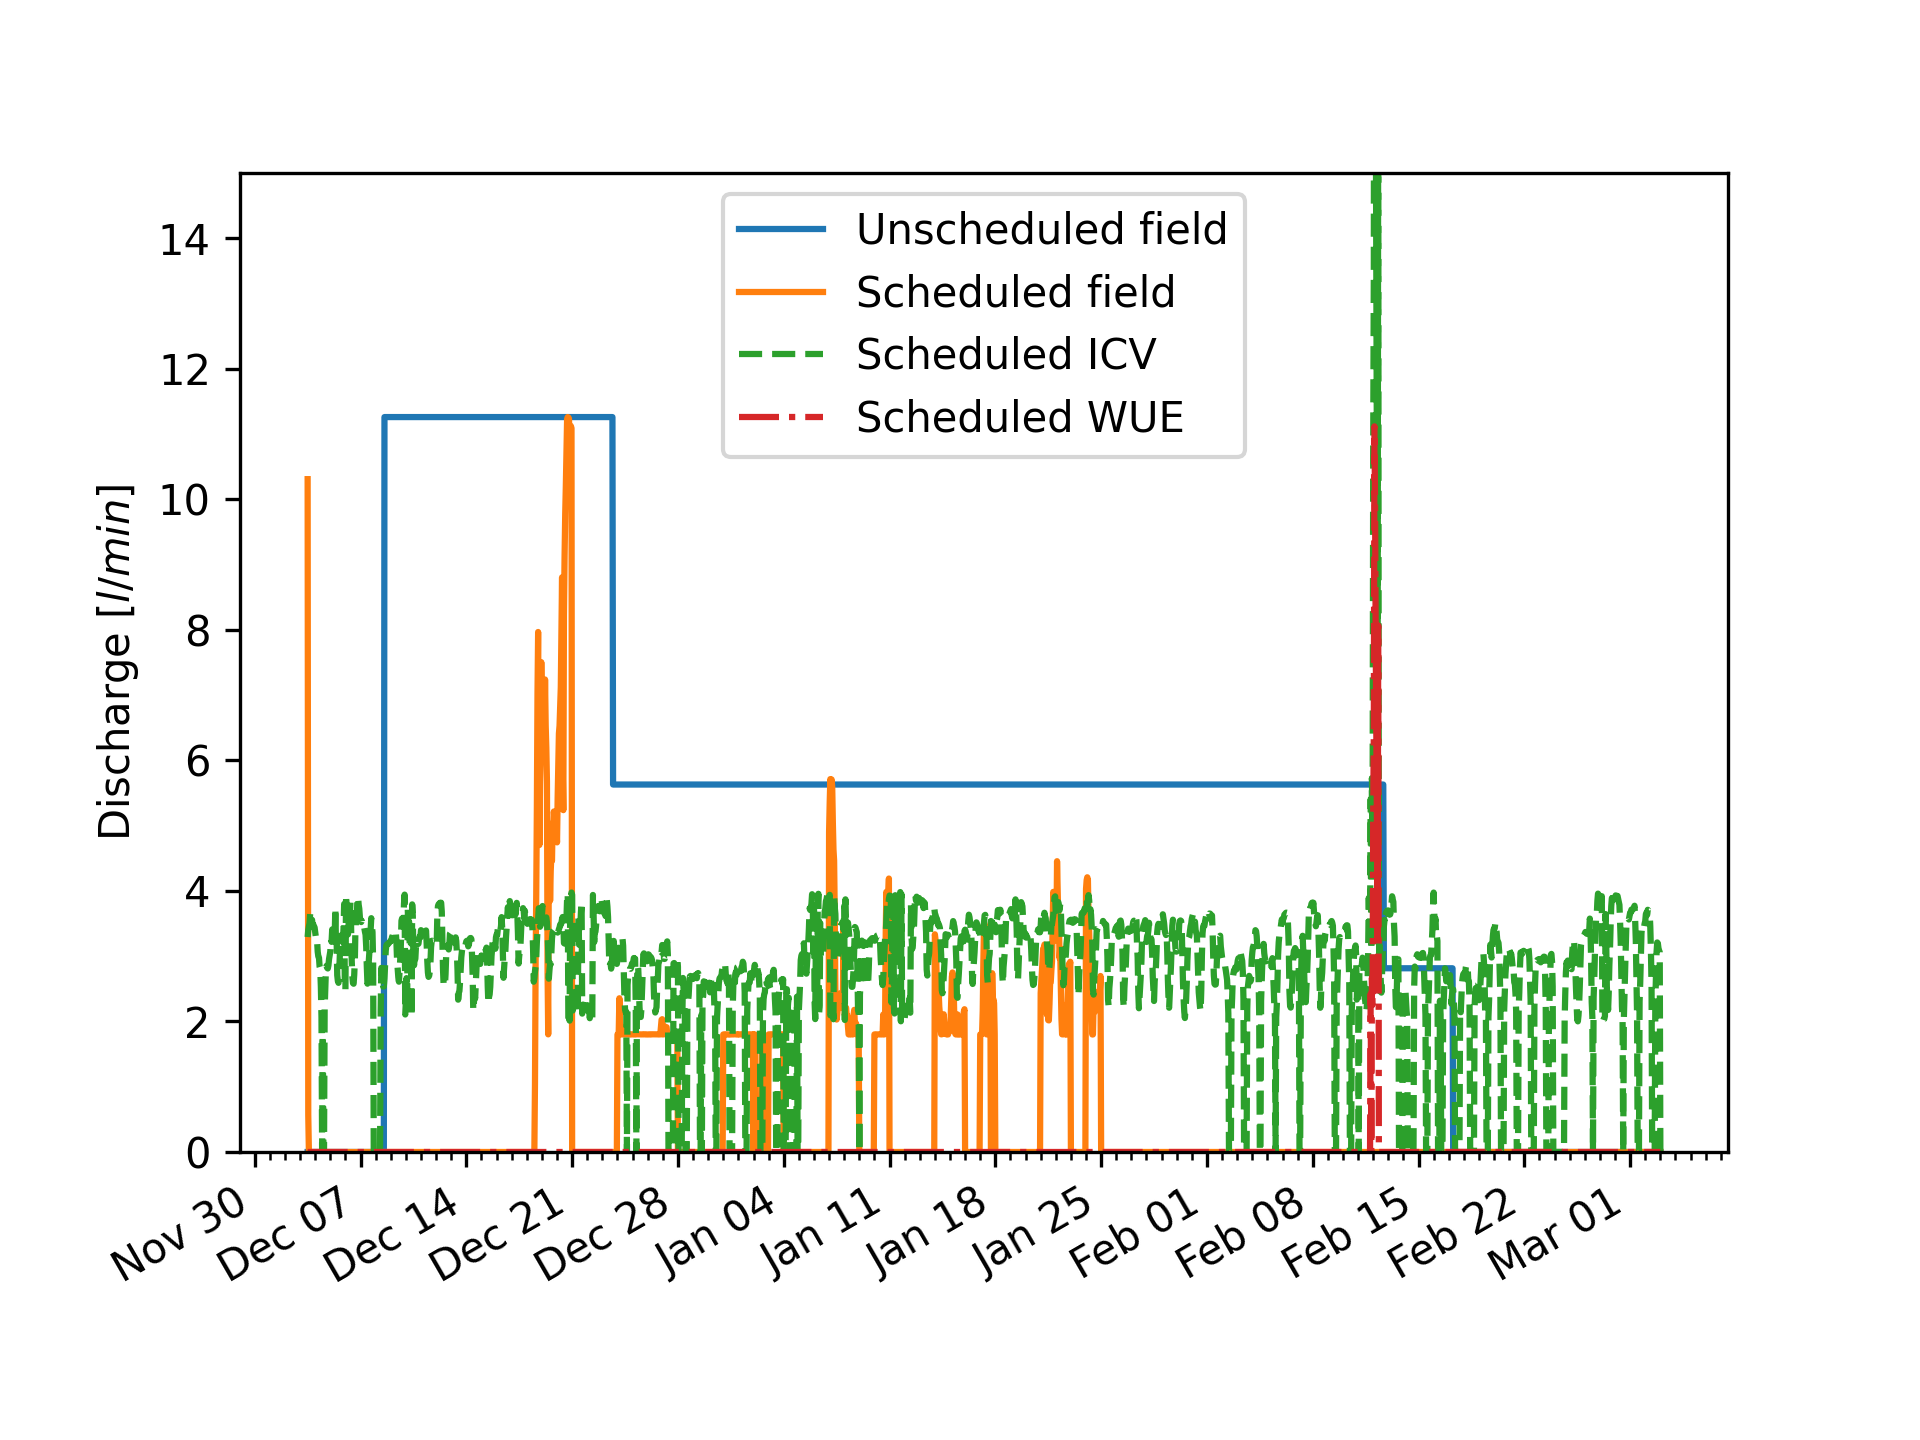 Unscheduled field
Scheduled field
Scheduled ICV
Scheduled WUE
Discharge [l/min]
14
12
10
8
6
4
2
0
Nov 30
Dec 07
Dec 14
Dec 21
Dec 28
Jan 04
Jan 11
Jan 18
Jan 25
Feb 01
Feb 08
Feb 15
Feb 22
Mar 01